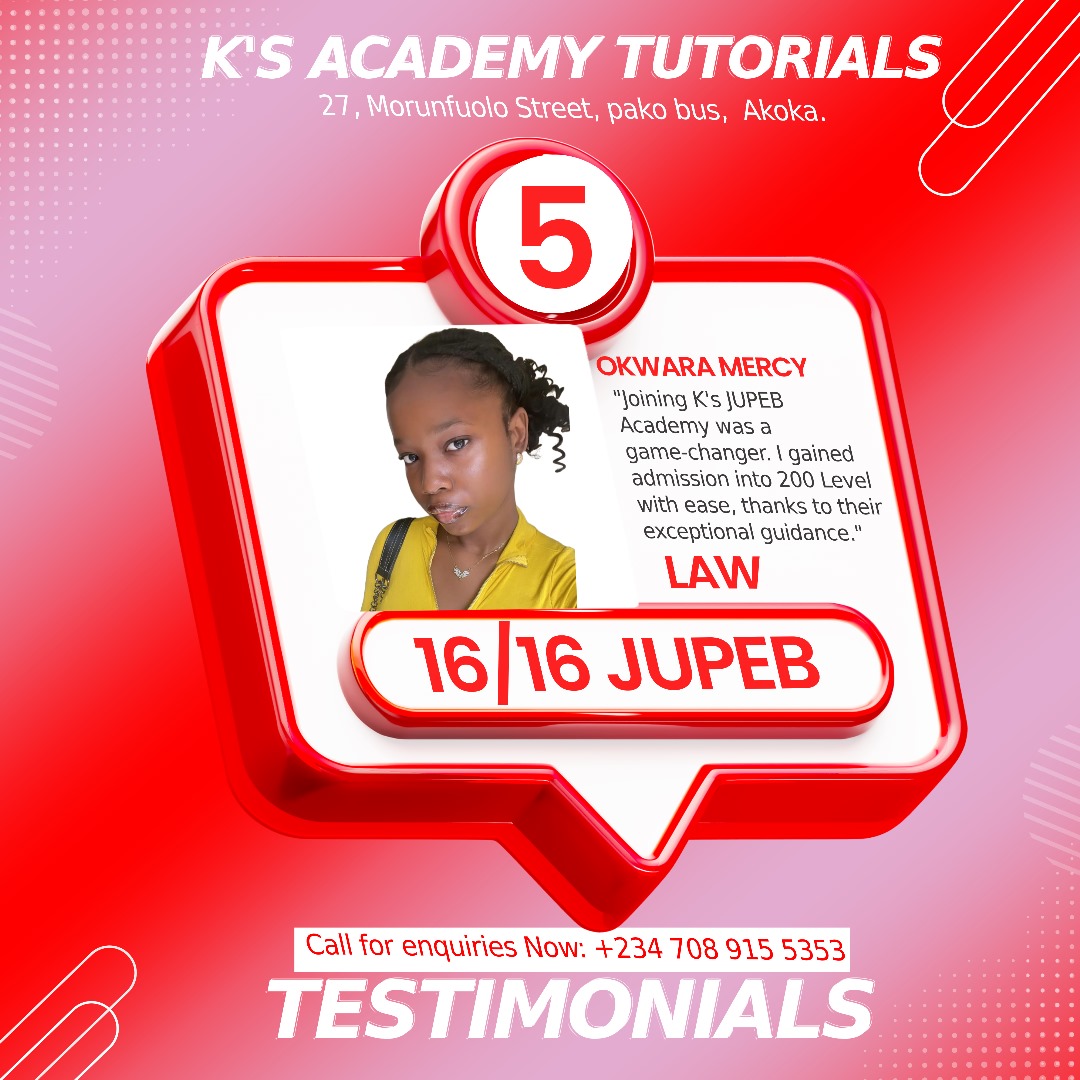 K'S ACADEMY TUTORIALS
27, Morunfuolo Street, pako bus, Akoka.
5
OKWARA MERCY
"Joining K's JUPEB
Academy was a
game-changer. I gained
admission into 200 Level
with ease, thanks to their
exceptional guidance."
LAW
16|16 JUPEB
Call for enquiries Now: +234 708 915 5353
TESTIMONIALS